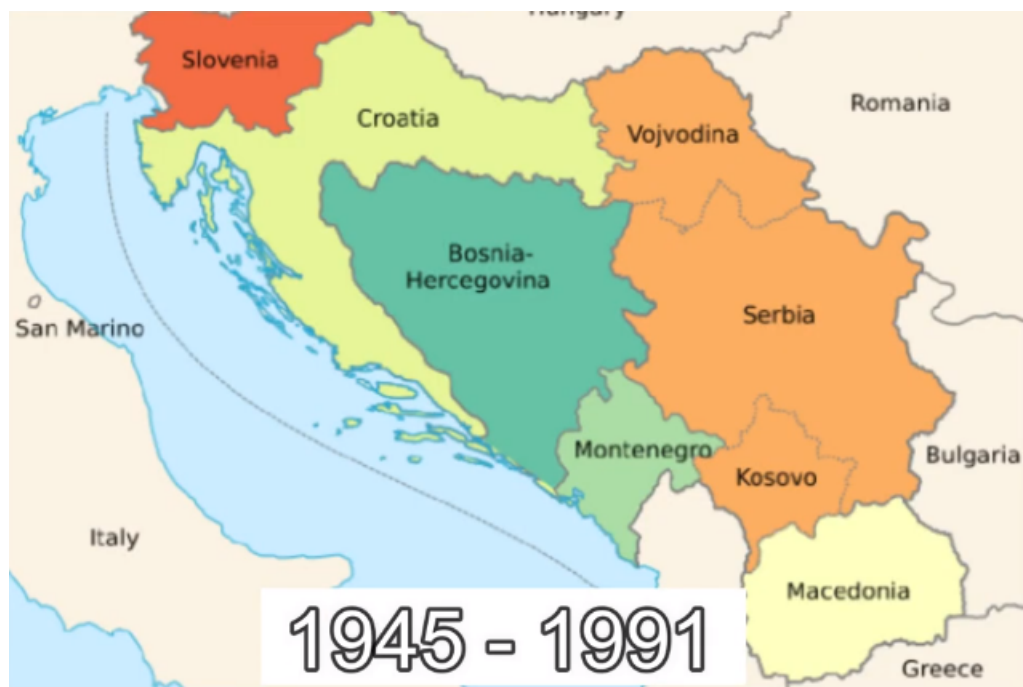 Hungary
Slovenia
Croatia
Romania
Vojvodina
Bosnia-
Hercegovina
Serbia
San Marino
Montenegro
Kosovo
Bulgaria
Italy
Macedonia
1945 - 1991
Greece